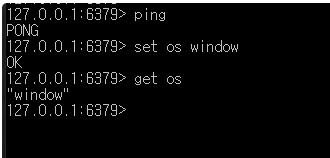 127.0.0.1:6379> ping
PONG
127.0.0.1:6379> set os window
OK
127.0.0.1:6379> get os
"window"
127.0.0.1:6379>